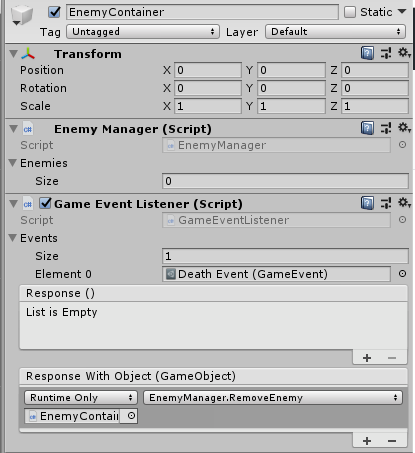 EnemyContainer Static
Tag Untagged Layer Default
Transform
Position X 0 Y 0 Z 0
Rotation X 0 Y 0 Z 0
Scale X 1 Y 1 Z 1
c# Enemy Manager (Script)
Script EnemyManager
Enemies
Size 0
c# Game Event Listener (Script)
Script GameEventListener
Events
Size 1
Element 0 Death Event (GameEvent)
Response ()
List is Empty
+ −
Response With Object (GameObject)
Runtime Only EnemyManager.RemoveEnemy
EnemyContai
+ −